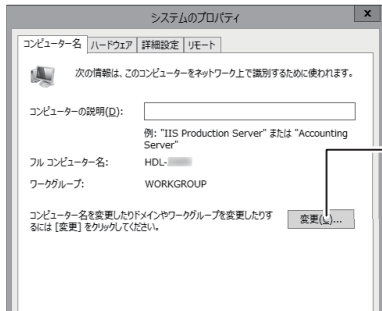 システムのプロパティ
x
コンピューター名 ハードウェア 詳細設定 リモート
次の情報は、このコンピューターをネットワーク上で識別するために使われます。
コンピューターの説明(D):
例: "IIS Production Server" または "Accounting
Server"
フル コンピューター名: HDL-
ワークグループ: WORKGROUP
コンピューター名を変更したりドメインやワークグループを変更したりす
るには [変更] をクリックしてください。
変更(C)...